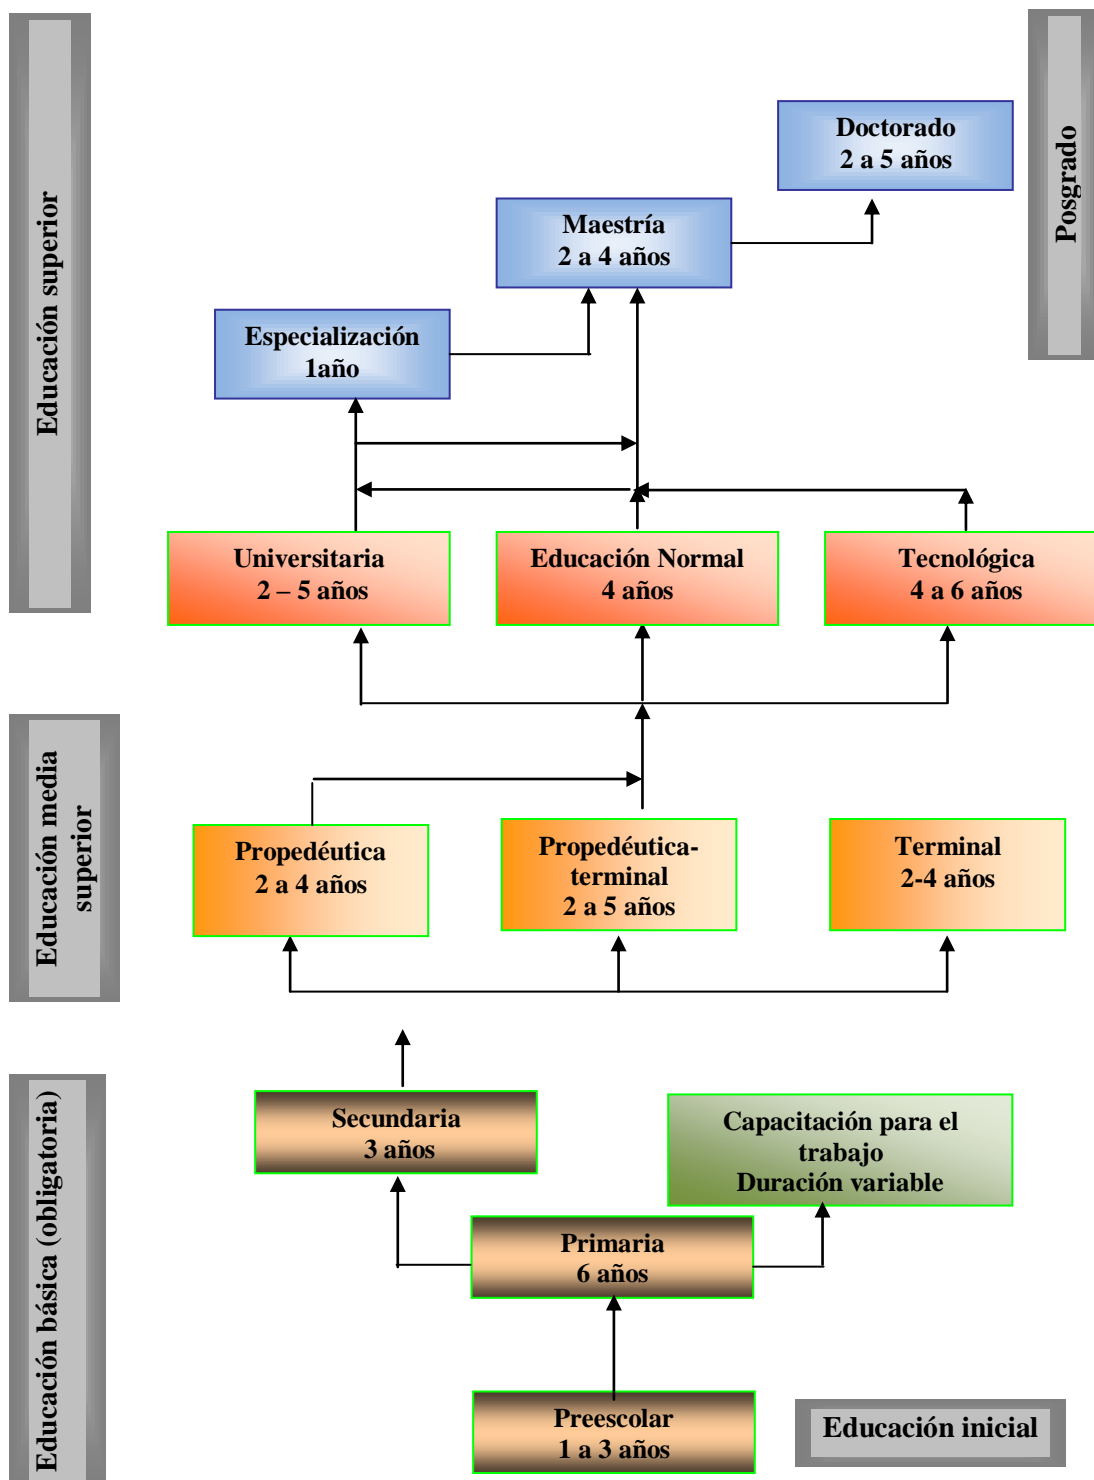 Educación superior
Posgrado
Doctorado
2 a 5 años
Maestría
2 a 4 años
Especialización
1año
Universitaria
2 – 5 años
Educación Normal
4 años
Tecnológica
4 a 6 años
Educación media
superior
Propedéutica
2 a 4 años
Propedéutica-
terminal
2 a 5 años
Terminal
2-4 años
Educación básica (obligatoria)
Secundaria
3 años
Capacitación para el
trabajo
Duración variable
Primaria
6 años
Preescolar
1 a 3 años
Educación inicial